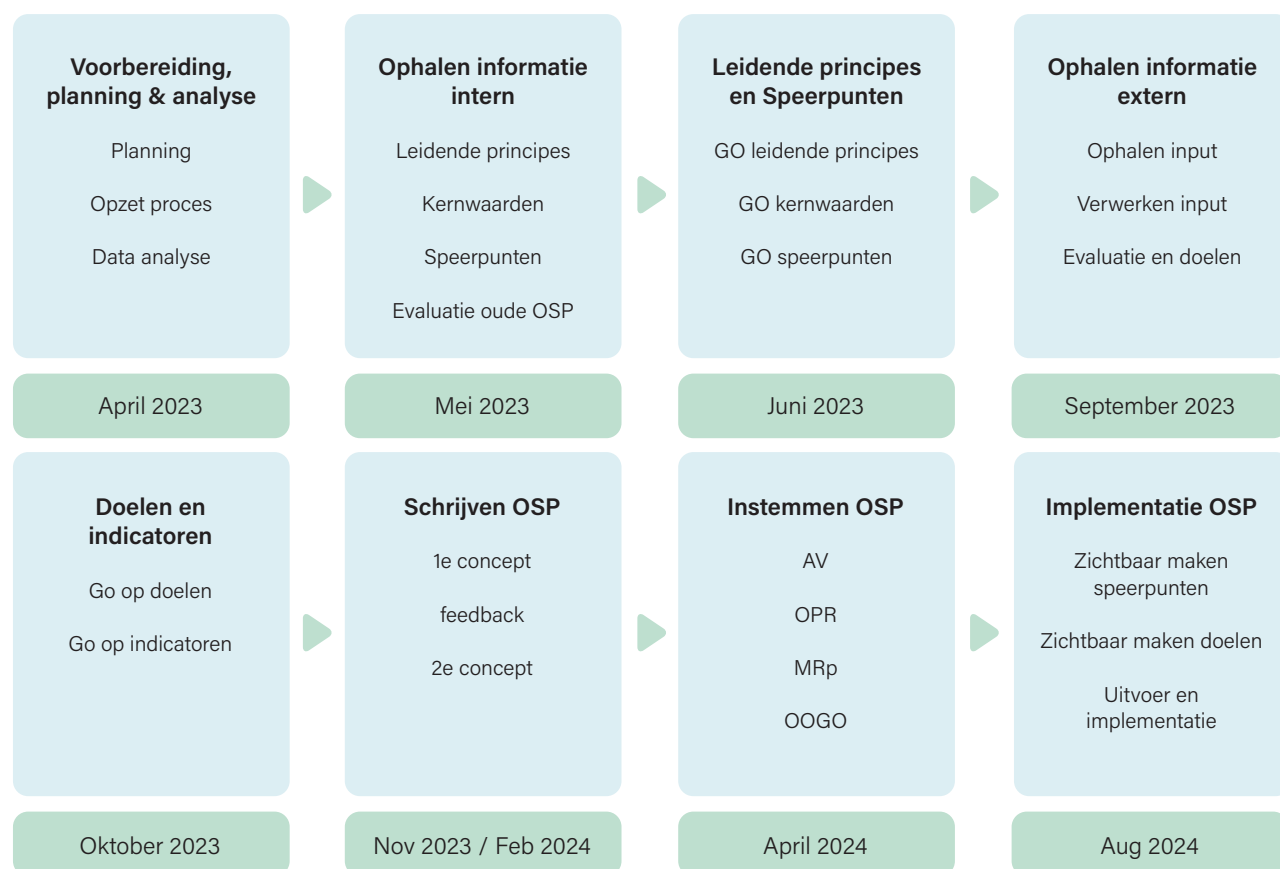 Voorbereiding,
planning & analyse
Planning
Opzet proces
Data analyse
April 2023
Ophalen informatie
intern
Leidende principes
Kernwaarden
Speerpunten
Evaluatie oude OSP
Mei 2023
Leidende principes
en Speerpunten
GO leidende principes
GO kernwaarden
GO speerpunten
Juni 2023
Ophalen informatie
extern
Ophalen input
Verwerken input
Evaluatie en doelen
September 2023
Doelen en
indicatoren
Go op doelen
Go op indicatoren
Oktober 2023
Schrijven OSP
1e concept
feedback
2e concept
Nov 2023 / Feb 2024
Instemmen OSP
AV
OPR
MRp
OOGO
April 2024
Implementatie OSP
Zichtbaar maken
speerpunten
Zichtbaar maken doelen
Uitvoer en
implementatie
Aug 2024